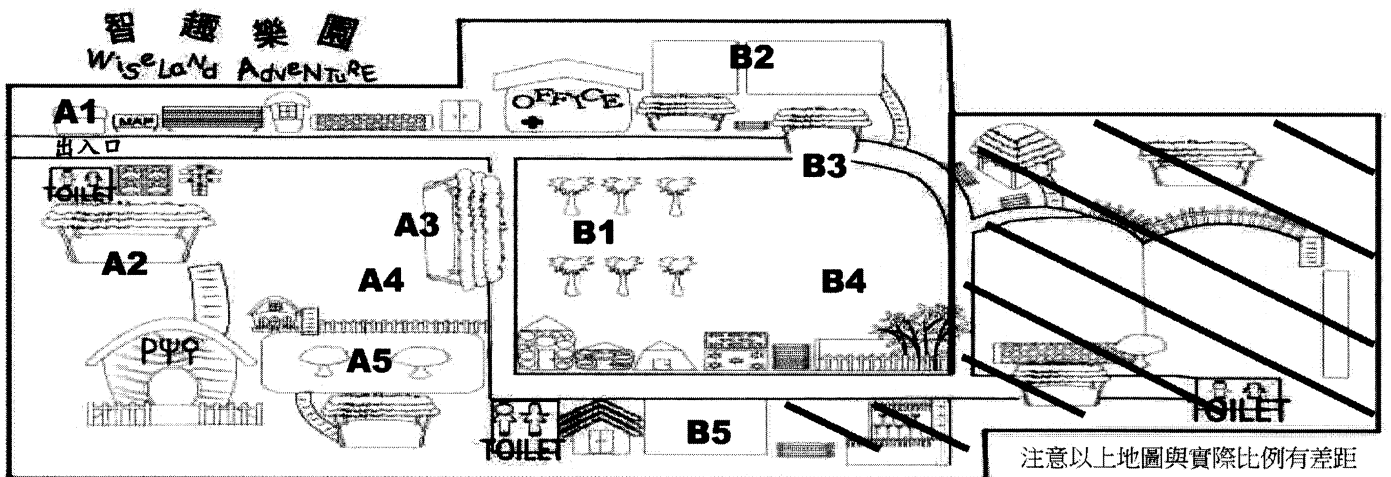 智趣樂園
WiSeLaNd AdveNTuRE
A1
MAP
OFFICE
B2
出入口
B3
TOILET
A2
A3
A4
B1
B4
A5
TOILET
B5
TOILET
注意以上地圖與實際比例有差距